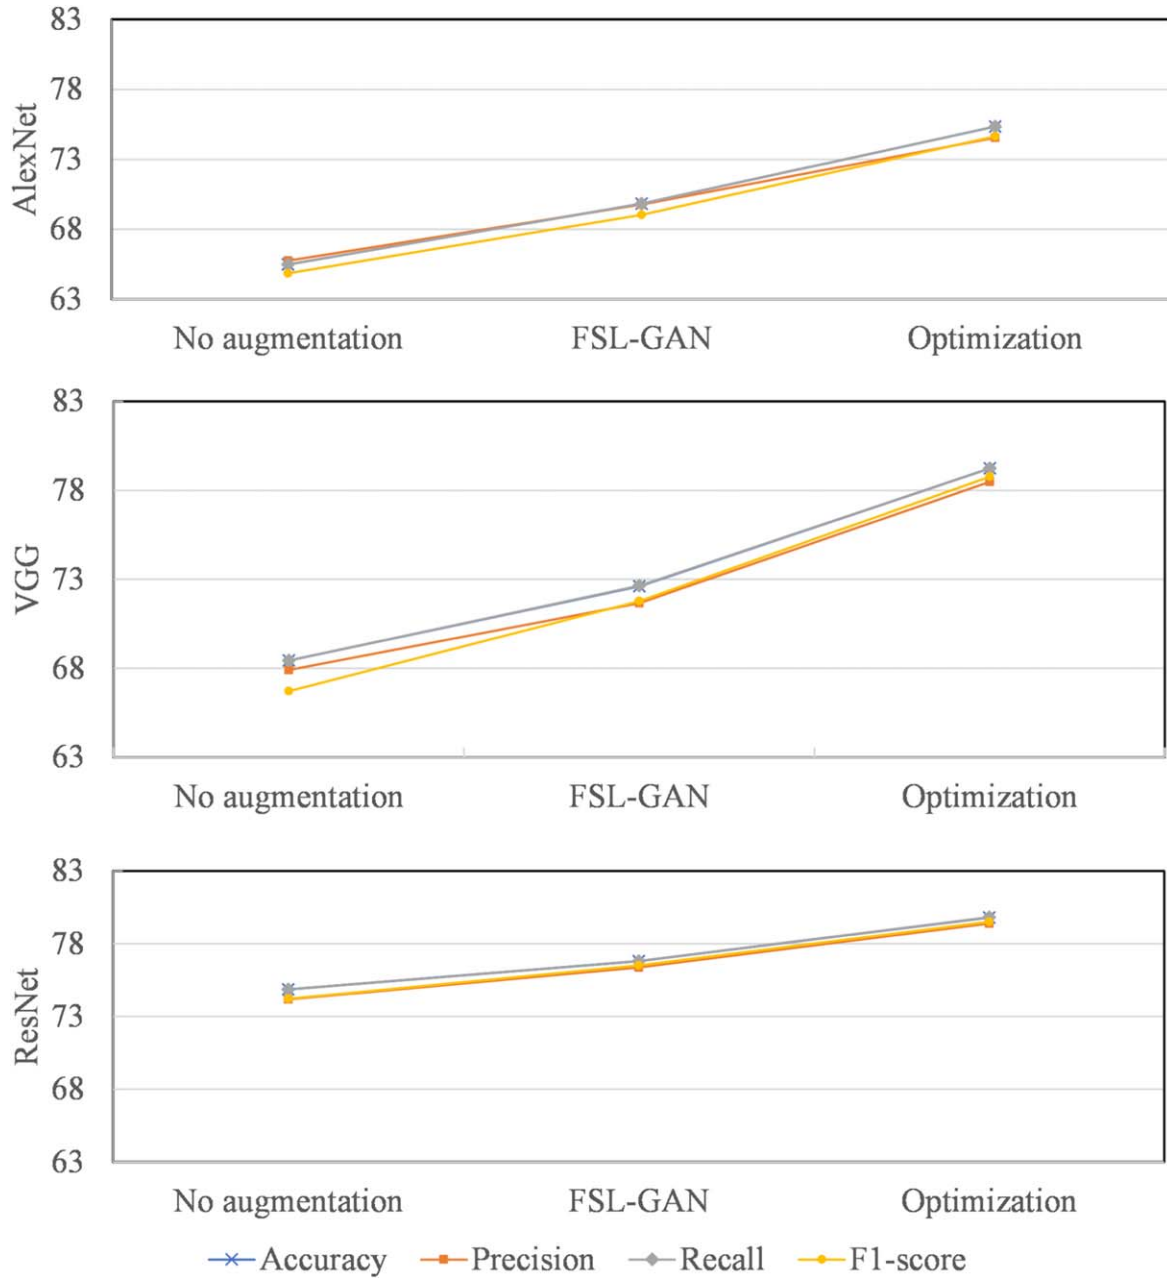 AlexNet
83
78
73
68
63
No augmentation FSL-GAN Optimization
VGG
83
78
73
68
63
No augmentation FSL-GAN Optimization
ResNet
83
78
73
68
63
No augmentation FSL-GAN Optimization
Accuracy Precision Recall F1-score